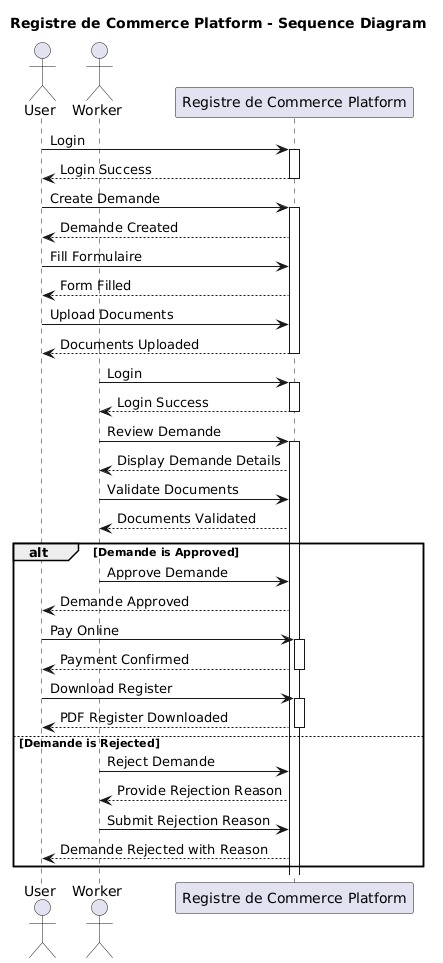 Registre de Commerce Platform - Sequence Diagram
User
Worker
Registre de Commerce Platform
Login
Login Success
Create Demande
Demande Created
Fill Formulaire
Form Filled
Upload Documents
Documents Uploaded
Login
Login Success
Review Demande
Display Demande Details
Validate Documents
Documents Validated
alt
[Demande is Approved]
Approve Demande
Demande Approved
Pay Online
Payment Confirmed
Download Register
PDF Register Downloaded
[Demande is Rejected]
Reject Demande
Provide Rejection Reason
Submit Rejection Reason
Demande Rejected with Reason
User
Worker
Registre de Commerce Platform